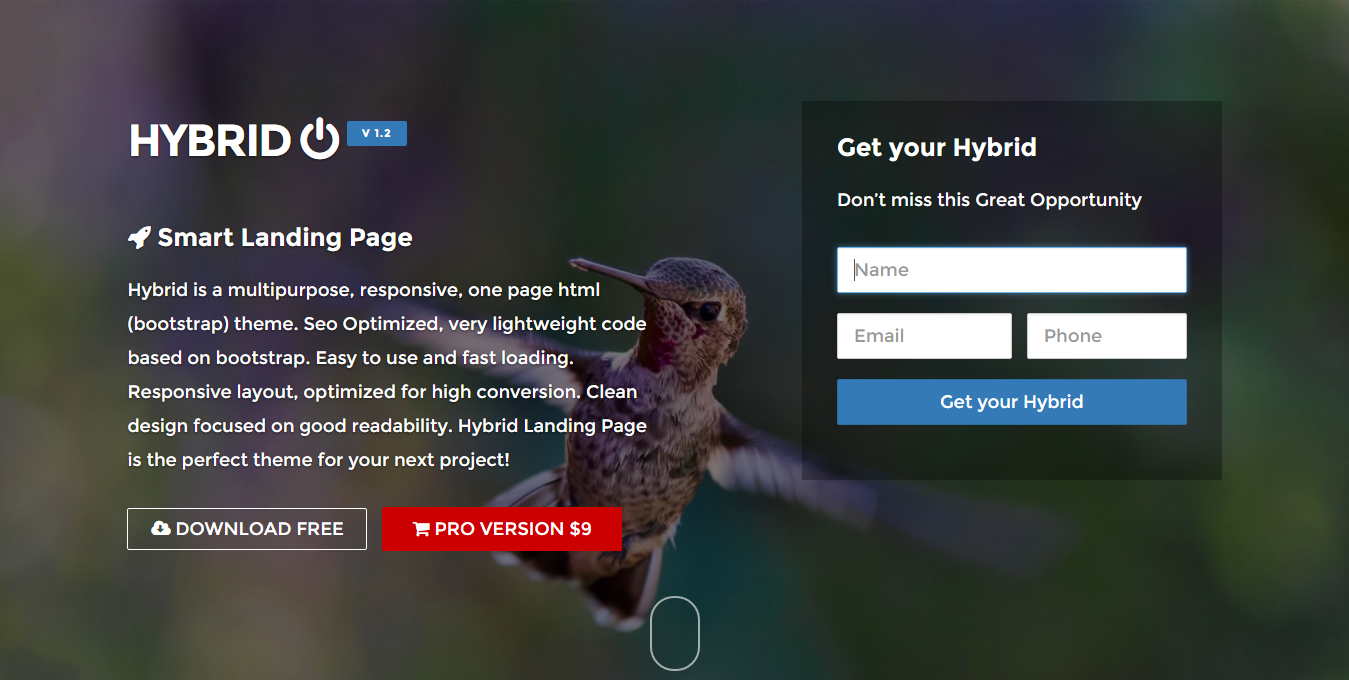 HYBRID V 1.2
Smart Landing Page
Hybrid is a multipurpose, responsive, one page html
(bootstrap) theme. Seo Optimized, very lightweight code
based on bootstrap. Easy to use and fast loading.
Responsive layout, optimized for high conversion. Clean
design focused on good readability. Hybrid Landing Page
is the perfect theme for your next project!
DOWNLOAD FREE PRO VERSION $9
Get your Hybrid
Don't miss this Great Opportunity
Name
Email Phone
Get your Hybrid